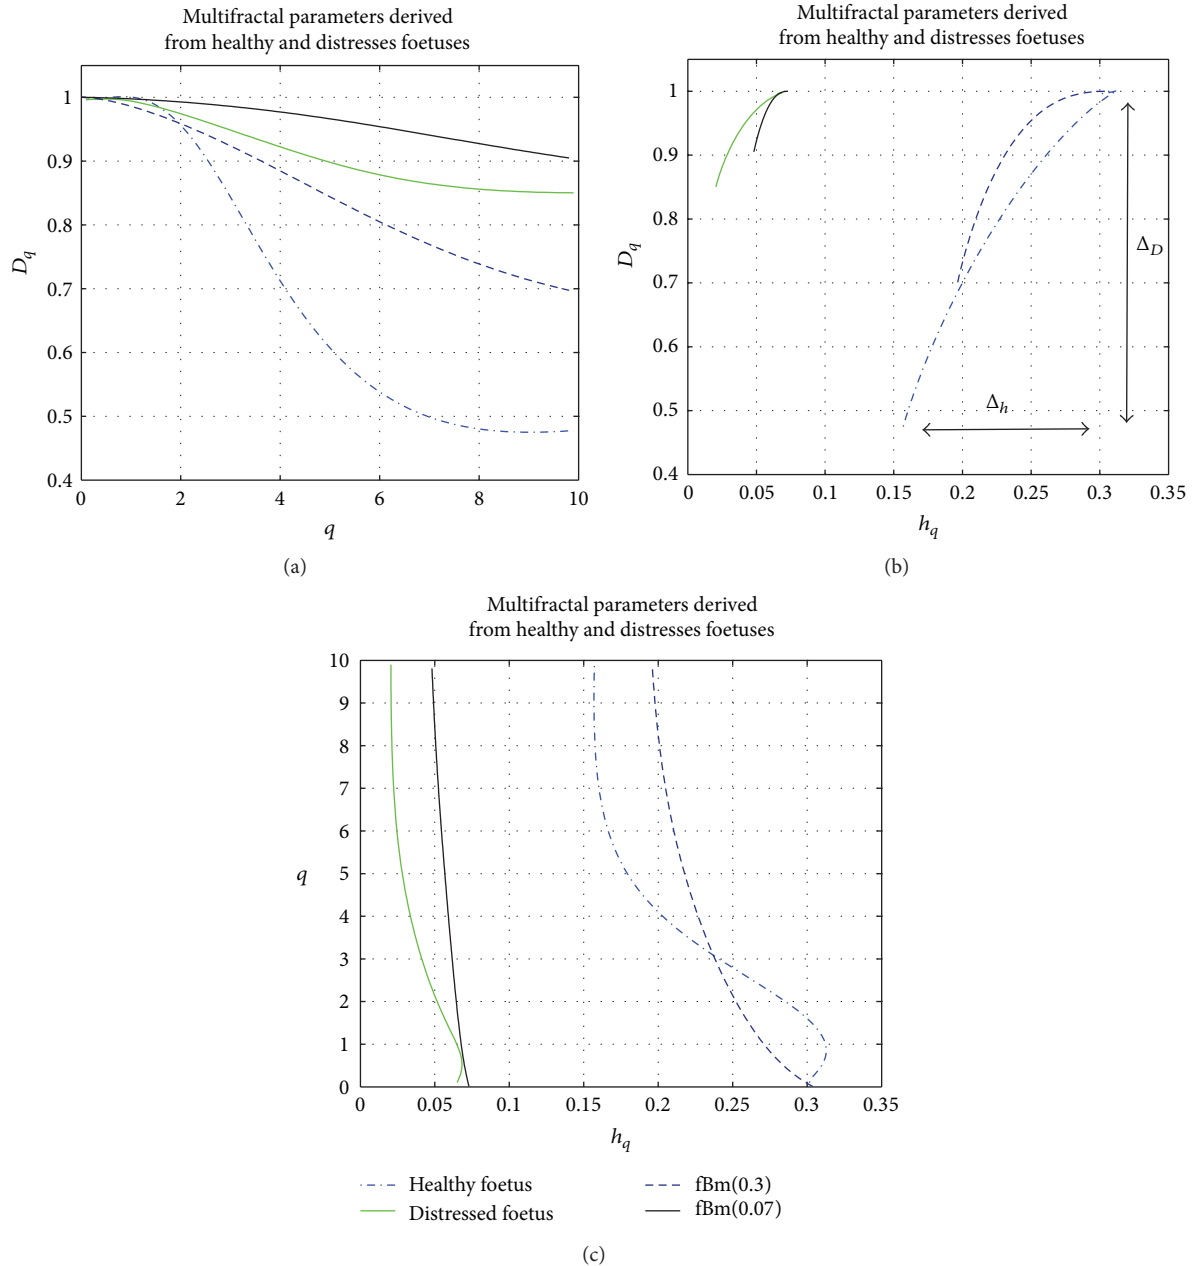 Multifractal parameters derived
from healthy and distresses foetuses
1
0.9
0.8
0.7
0.6
0.5
0.4
D_q
0 2 4 6 8 10
q
(a)
Multifractal parameters derived
from healthy and distresses foetuses
1
0.9
0.8
0.7
0.6
0.5
0.4
D_q
Δ_D
Δ_h
0 0.05 0.1 0.15 0.2 0.25 0.3 0.35
h_q
(b)
Multifractal parameters derived
from healthy and distresses foetuses
10
9
8
7
6
5
4
3
2
1
0
q
0 0.05 0.1 0.15 0.2 0.25 0.3 0.35
h_q
Healthy foetus
Distressed foetus
fBm(0.3)
fBm(0.07)
(c)